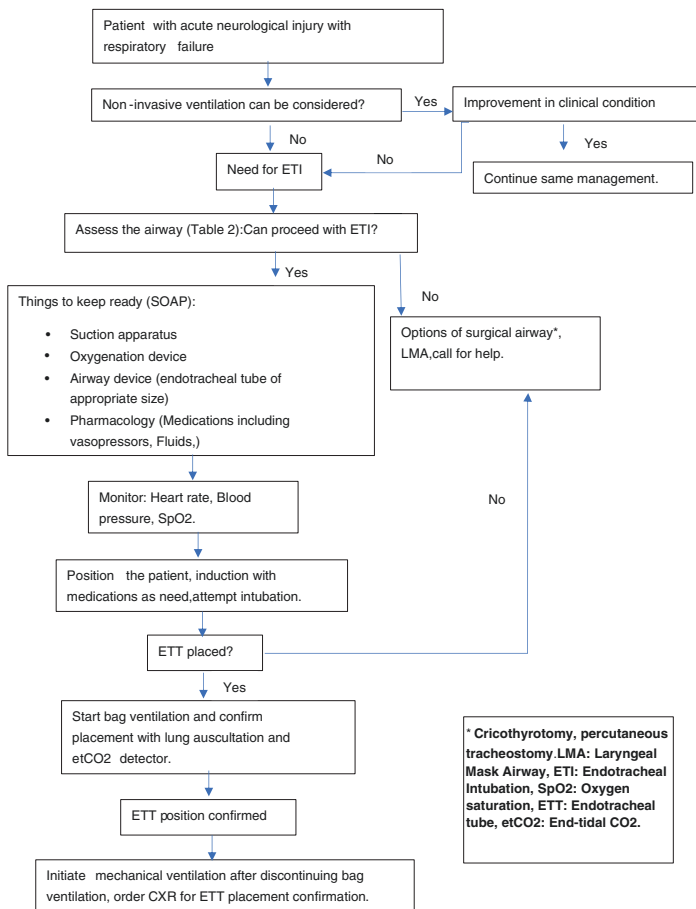 Patient with acute neurological injury with
respiratory failure
Non-invasive ventilation can be considered?
Yes
Improvement in clinical condition
No
Yes
Need for ETI
No
Continue same management.
Assess the airway (Table 2):Can proceed with ETI?
Yes
No
Things to keep ready (SOAP):
• Suction apparatus
• Oxygenation device
• Airway device (endotracheal tube of
appropriate size)
• Pharmacology (Medications including
vasopressors, Fluids,)
Options of surgical airway*,
LMA,call for help.
Monitor: Heart rate, Blood
pressure, SpO2.
No
Position the patient, induction with
medications as need,attempt intubation.
ETT placed?
Yes
Start bag ventilation and confirm
placement with lung auscultation and
etCO2 detector.
ETT position confirmed
Initiate mechanical ventilation after discontinuing bag
ventilation, order CXR for ETT placement confirmation.
* Cricothyrotomy, percutaneous
tracheostomy.LMA: Laryngeal
Mask Airway, ETI: Endotracheal
Intubation, SpO2: Oxygen
saturation, ETT: Endotracheal
tube, etCO2: End-tidal CO2.